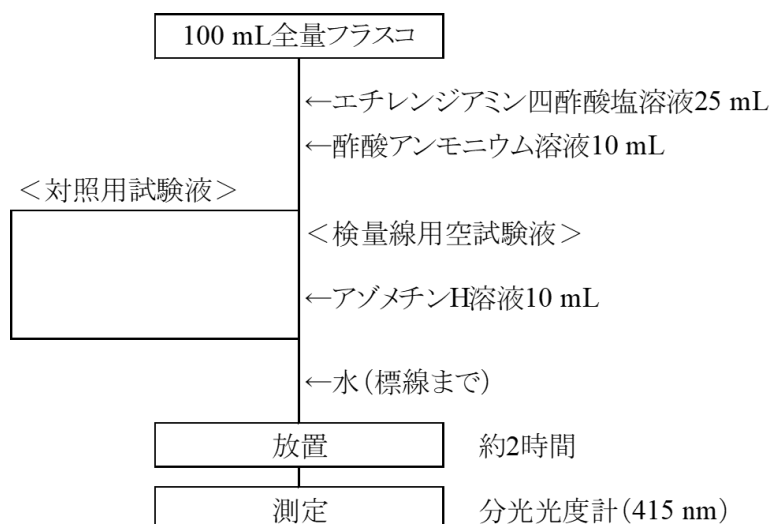 100 mL全量フラスコ
←エチレンジアミン四酢酸塩溶液25 mL
←酢酸アンモニウム溶液10 mL
＜対照用試験液＞
＜検量線用空試験液＞
←アゾメチンH溶液10 mL
←水（標線まで）
放置 約2時間
測定 分光光度計（415 nm）